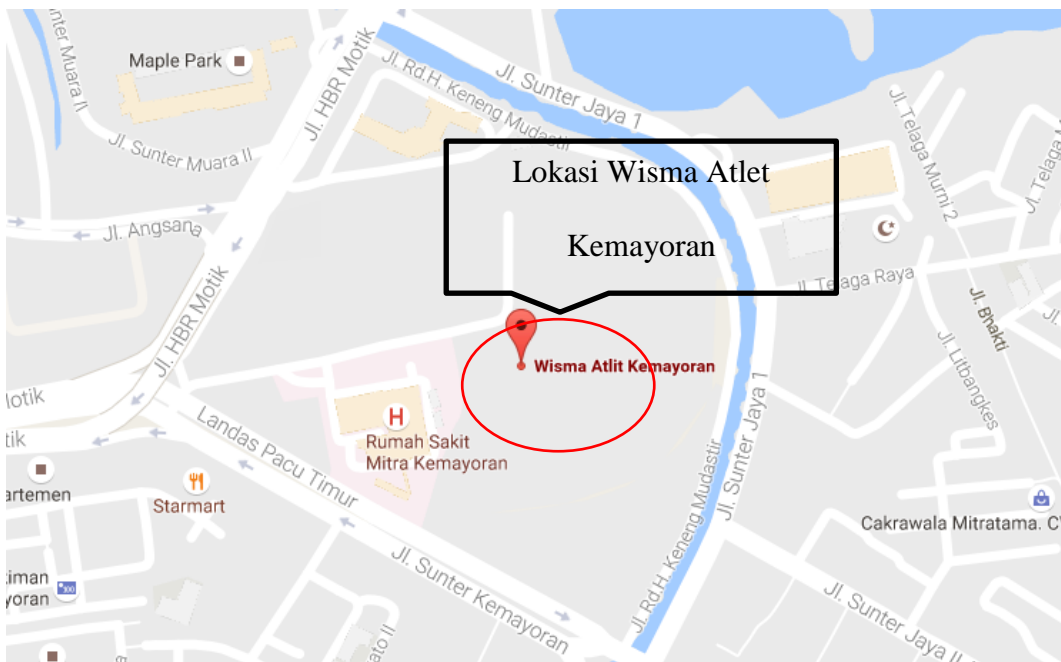 Maple Park
Jl. HBR Motik
Jl. Rd.H. Keneng Mudastir
Jl. Sunter Jaya 1
Jl. Sunter Muara II
Jl. Telaga Murni 2
Jl. Telaga
Lokasi Wisma Atlet
Kemayoran
Jl. Angsana
Jl. HBR Motik
Jl. Telaga Raya
Jl. Bhakti
Jl. Litbangkes
Wisma Atlit Kemayoran
H
Rumah Sakit
Mitra Kemayoran
Landas Pacu Timur
Starmart
Jl. Rd.H. Keneng Mudastir
Jl. Sunter Jaya 1
Cakrawala Mitratama.
Jl. Sunter Kemayoran
Jl. Sunter Jaya II